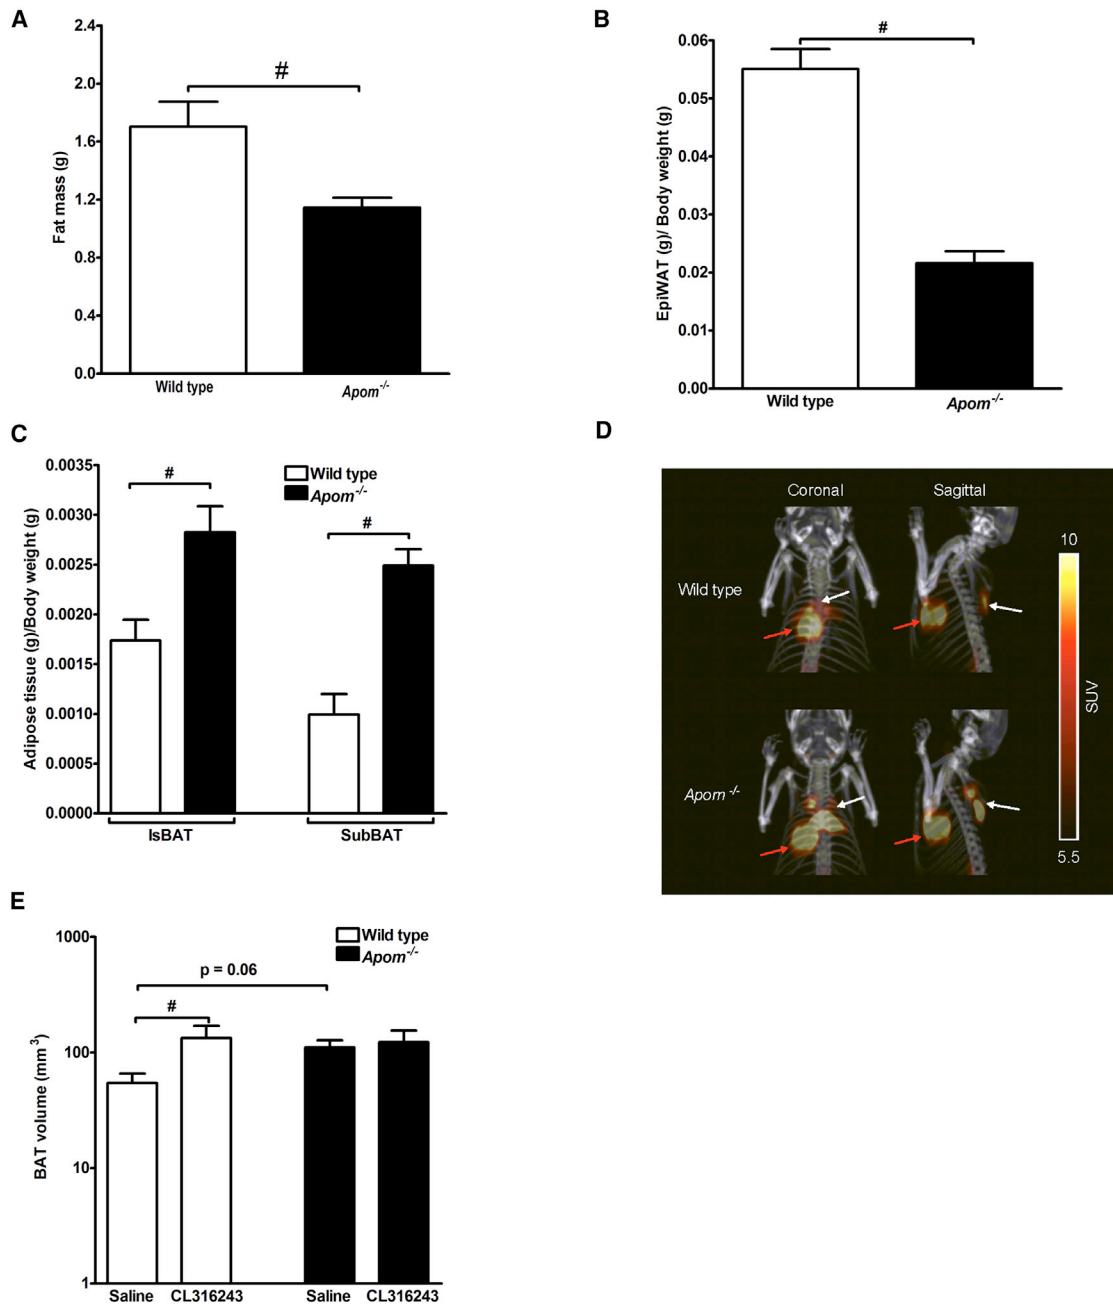 A
2.4
2.0
1.6
1.2
0.8
0.4
0.0
Fat mass (g)
#
Wild type
Apom-/-
B
0.06
0.05
0.04
0.03
0.02
0.01
0.00
EpiWAT (g)/ Body weight (g)
#
Wild type
Apom-/-
C
0.0035
0.0030
0.0025
0.0020
0.0015
0.0010
0.0005
0.0000
Adipose tissue (g)/Body weight (g)
Wild type
Apom-/-
#
#
IsBAT
SubBAT
D
Coronal
Sagittal
Wild type
Apom -/-
10
SUV
5.5
E
1000
100
10
1
BAT volume (mm 3)
Wild type
Apom-/-
p = 0.06
#
Saline
CL316243
Saline
CL316243